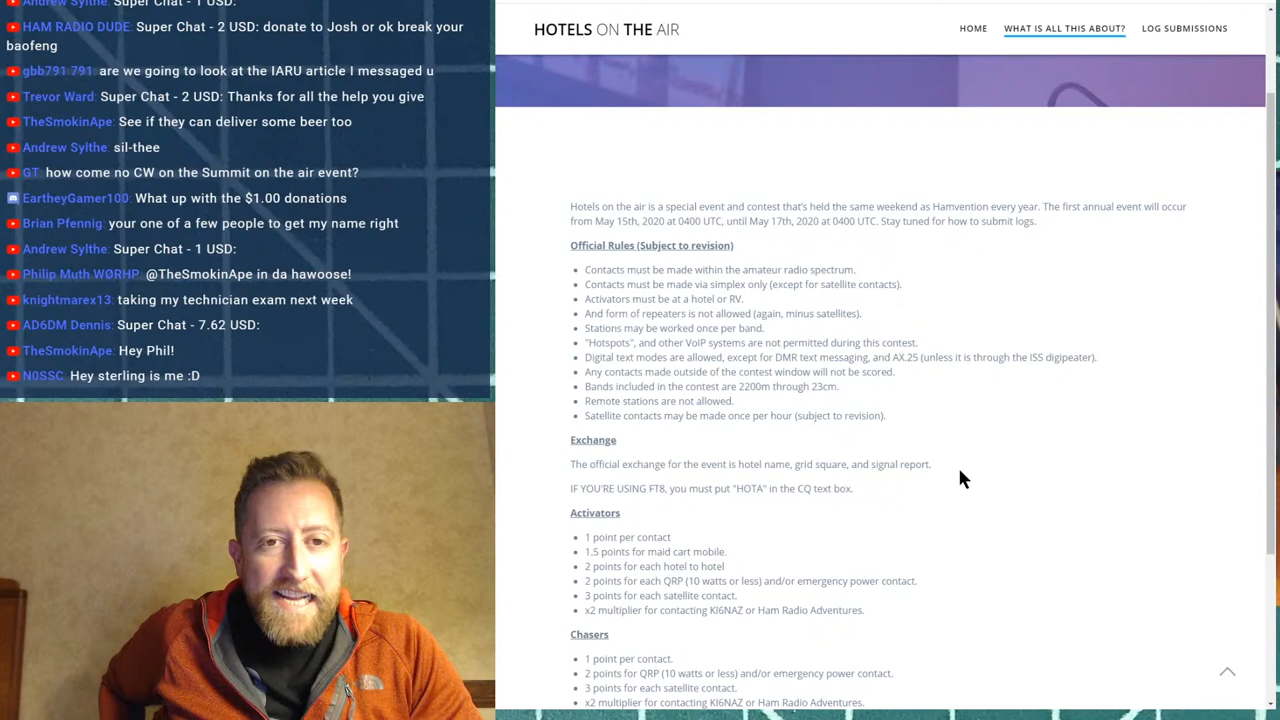 Andrew Sylthe: Super Chat - 1 USD:
HAM RADIO DUDE: Super Chat - 2 USD: donate to Josh or he'll break your
baofeng
gbb791 791: are we going to look at the IARU article I messaged u
Trevor Ward: Super Chat - 2 USD: Thanks for all the help you give
TheSmokinApe: See if they can deliver some beer too
Andrew Sylthe: sil-thee
GT: how come no CW on the Summit on the air event?
EartheyGamer100: What up with the $1.00 donations
your allow people to say your name right
Andrew Sythe: Super Chat - 1 USD:
Philip Muth WØRHP: @TheSmokinApe in da hawoose!
knightmarex13: taking my technician exam next week
Dennis: Super Chat - 7.62 USD:
TheSmokinApe: Hey Phil!
N0SSC: Hey sterling is me :D
HOTELS ON THE AIR
HOME WHAT IS ALL THIS ABOUT? LOG SUBMISSIONS
Hotels on the air is a special event and contest that's held the same weekend as Hamvention every year. The first annual event will occur
from May 15th, 2020 at 0400 UTC, until May 17th, 2020 at 0400 UTC. Stay tuned for how to submit logs.
Official Rules (Subject to revision)
• Contacts must be made within the amateur radio spectrum.
• Contacts must be made via simplex only (except for satellite contacts).
• Activators must be at a hotel or RV.
• And form of repeaters is not allowed (again, minus satellites).
• Stations may be worked once per band.
• "Hotspots", and other VoIP systems are not permitted during this contest.
• Digital text modes are allowed, except for DMR text messaging, and AX.25 (unless it is through the ISS digipeater).
• Any contacts made outside of the contest window will not be scored.
• Bands included in the contest are 2200m through 23cm.
• Remote stations are not allowed.
• Satellite contacts may be made once per hour (subject to revision).
Exchange
The official exchange for the event is hotel name, grid square, and signal report.
IF YOU'RE USING FT8, you must put "HOTA" in the CQ text box.
Activators
• 1 point per contact
• 1.5 points for maid cart mobile.
• 2 points for each hotel to hotel
• 2 points for each QRP (10 watts or less) and/or emergency power contact.
• 3 points for each satellite contact.
• x2 multiplier for contacting KI6NAZ or Ham Radio Adventures.
Chasers
• 1 point per contact.
• 2 points for QRP (10 watts or less) and/or emergency power contact.
• 3 points for each satellite contact.
• x2 multiplier for contacting KI6NAZ or Ham Radio Adventures.